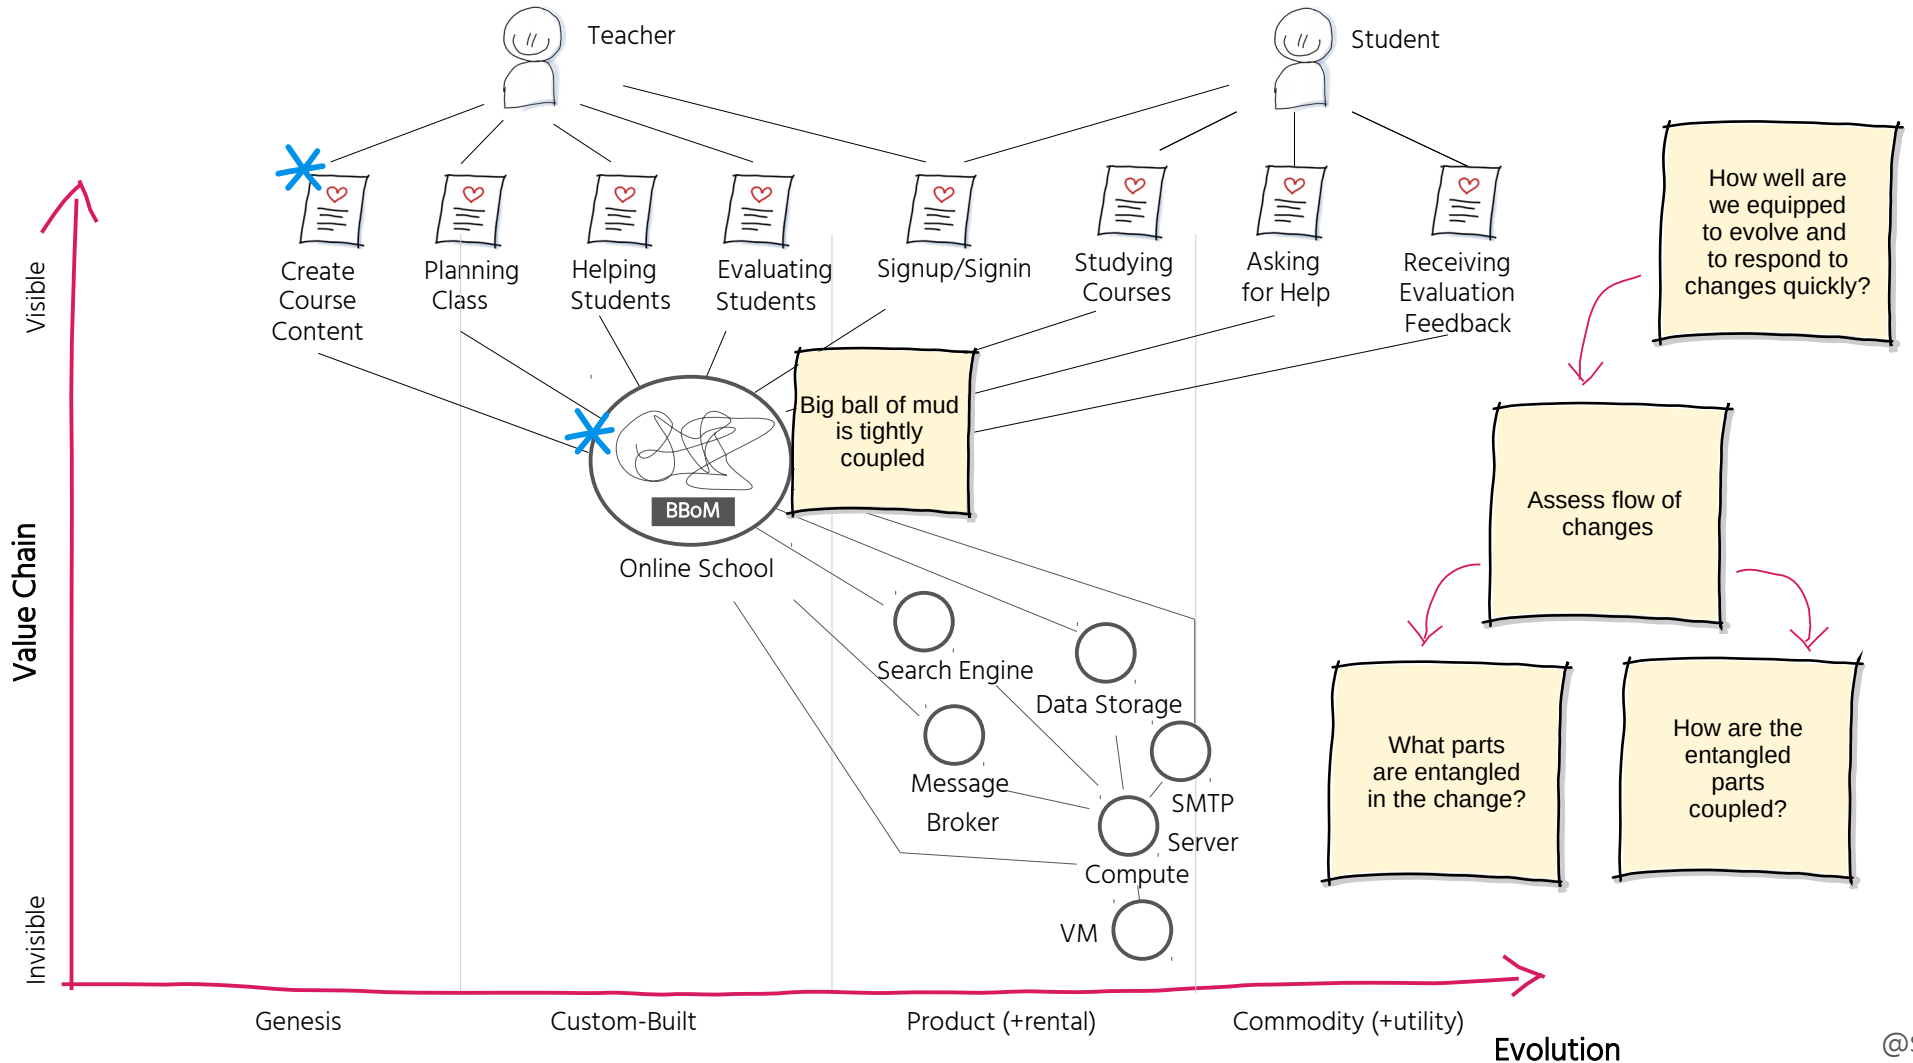 Teacher
Student
Create
Course
Content
Planning
Class
Helping
Students
Evaluating
Students
Signup/Signin
Studying
Courses
Asking
for Help
Receiving
Evaluation
Feedback
Visible
Value Chain
Invisible
Big ball of mud
is tightly
coupled
BBoM
Online School
Search Engine
Data Storage
Message
Broker
SMTP
Server
Compute
VM
How well are
we equipped
to evolve and
to respond to
changes quickly?
Assess flow of
changes
What parts
are entangled
in the change?
How are the
entangled
parts
coupled?
Genesis
Custom-Built
Product (+rental)
Commodity (+utility)
Evolution